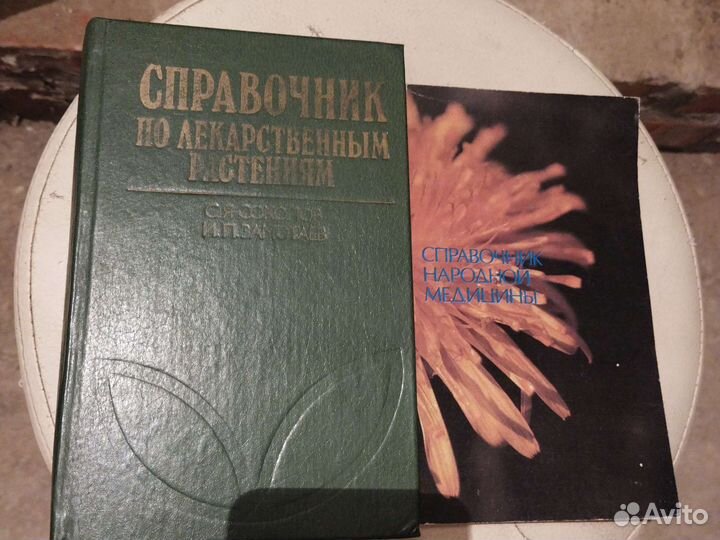 СПРАВОЧНИК
ПО ЛЕКАРСТВЕННЫМ
РАСТЕНИЯМ
С.Я.СОКОЛОВ
И.П.ЗАМОТАЕВ
СПРАВОЧНИК
НАРОДНОЙ
МЕДИЦИНЫ
Avito